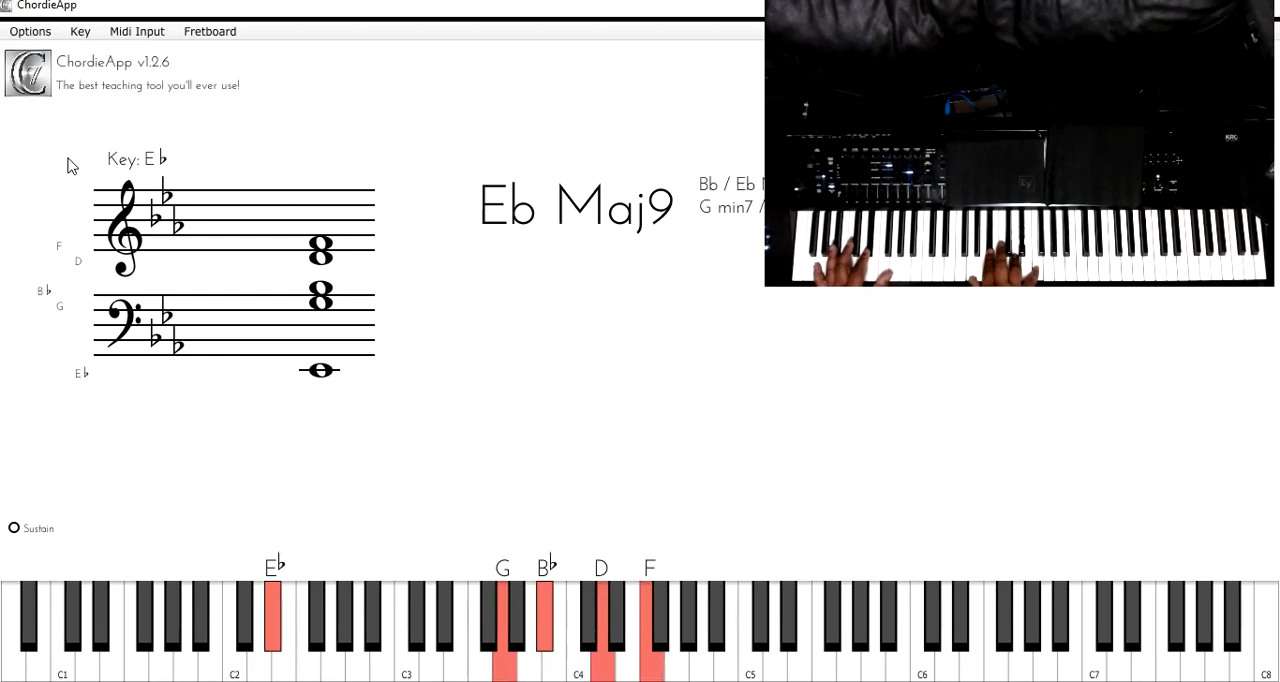 ChordieApp
Options Key Midi Input Fretboard
ChordieApp v1.2.6
The best teaching tool you'll ever use!
Key: E♭
Eb Maj9
Bb / Eb
G min7 /
F
D
B♭
G
E♭
Sustain
E♭ G B♭ D F
C1 C2 C3 C4 C5 C6 C7 C8